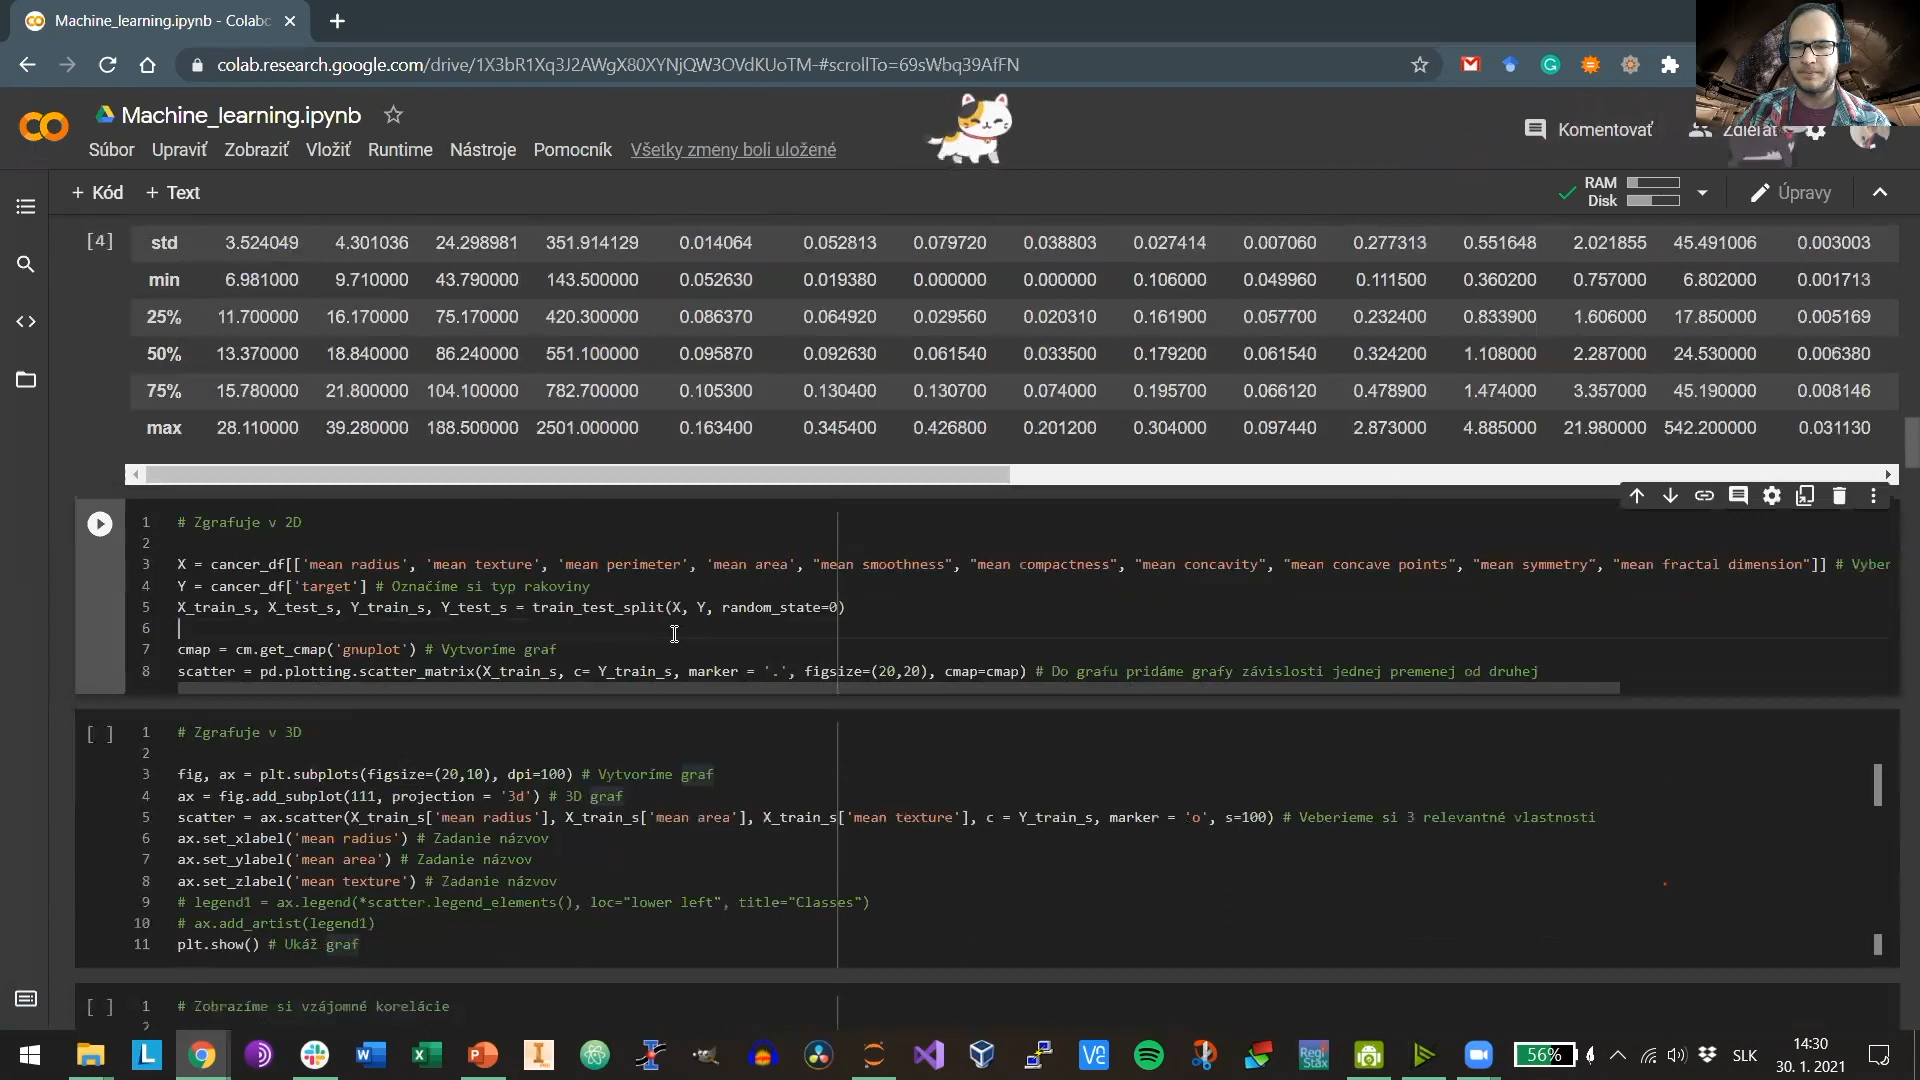 Machine_learning.ipynb - Colabc
colab.research.google.com/drive/1X3bR1Xq3J2AWgX80XYNjQW3OVdKUoTM-#scrollTo=69sWbq39AfFN
Machine_learning.ipynb
Komentovať
Zdieľať
Súbor Upraviť Zobraziť Vložiť Runtime Nástroje Pomocník Všetky zmeny boli uložené
+ Kód + Text
RAM
Disk
Úpravy
[4]
std 3.524049 4.301036 24.298981 351.914129 0.014064 0.052813 0.079720 0.038803 0.027414 0.007060 0.277313 0.551648 2.021855 45.491006 0.003003
min 6.981000 9.710000 43.790000 143.500000 0.052630 0.019380 0.000000 0.000000 0.106000 0.049960 0.111500 0.360200 0.757000 6.802000 0.001713
25% 11.700000 16.170000 75.170000 420.300000 0.086370 0.064920 0.029560 0.020310 0.161900 0.057700 0.232400 0.833900 1.606000 17.850000 0.005169
50% 13.370000 18.840000 86.240000 551.100000 0.095870 0.092630 0.061540 0.033500 0.179200 0.061540 0.324200 1.108000 2.287000 24.530000 0.006380
75% 15.780000 21.800000 104.100000 782.700000 0.105300 0.130400 0.130700 0.074000 0.195700 0.066120 0.478900 1.474000 3.357000 45.190000 0.008146
max 28.110000 39.280000 188.500000 2501.000000 0.163400 0.345400 0.426800 0.201200 0.304000 0.097440 2.873000 4.885000 21.980000 542.200000 0.031130
1 # Zgrafuje v 2D
2
3 X = cancer_df[['mean radius', 'mean texture', 'mean perimeter', 'mean area', "mean smoothness", "mean compactness", "mean concavity", "mean concave points", "mean symmetry", "mean fractal dimension"]] # Vyber
4 Y = cancer_df['target'] # Označíme si typ rakoviny
5 X_train_s, X_test_s, Y_train_s, Y_test_s = train_test_split(X, Y, random_state=0)
6
7 cmap = cm.get_cmap('gnuplot') # Vytvoríme graf
8 scatter = pd.plotting.scatter_matrix(X_train_s, c= Y_train_s, marker = '.', figsize=(20,20), cmap=cmap) # Do grafu pridáme grafy závislosti jednej premenej od druhej
[ ]
1 # Zgrafuje v 3D
2
3 fig, ax = plt.subplots(figsize=(20,10), dpi=100) # Vytvoríme graf
4 ax = fig.add_subplot(111, projection = '3d') # 3D graf
5 scatter = ax.scatter(X_train_s['mean radius'], X_train_s['mean area'], X_train_s['mean texture'], c = Y_train_s, marker = 'o', s=100) # Veberieme si 3 relevantné vlastnosti
6 ax.set_xlabel('mean radius') # Zadanie názvov
7 ax.set_ylabel('mean area') # Zadanie názvov
8 ax.set_zlabel('mean texture') # Zadanie názvov
9 # legend1 = ax.legend(*scatter.legend_elements(), loc="lower left", title="Classes")
10 # ax.add_artist(legend1)
11 plt.show() # Ukáž graf
[ ]
1 # Zobrazíme si vzájomné korelácie
2
56%
SLK
14:30
30. 1. 2021